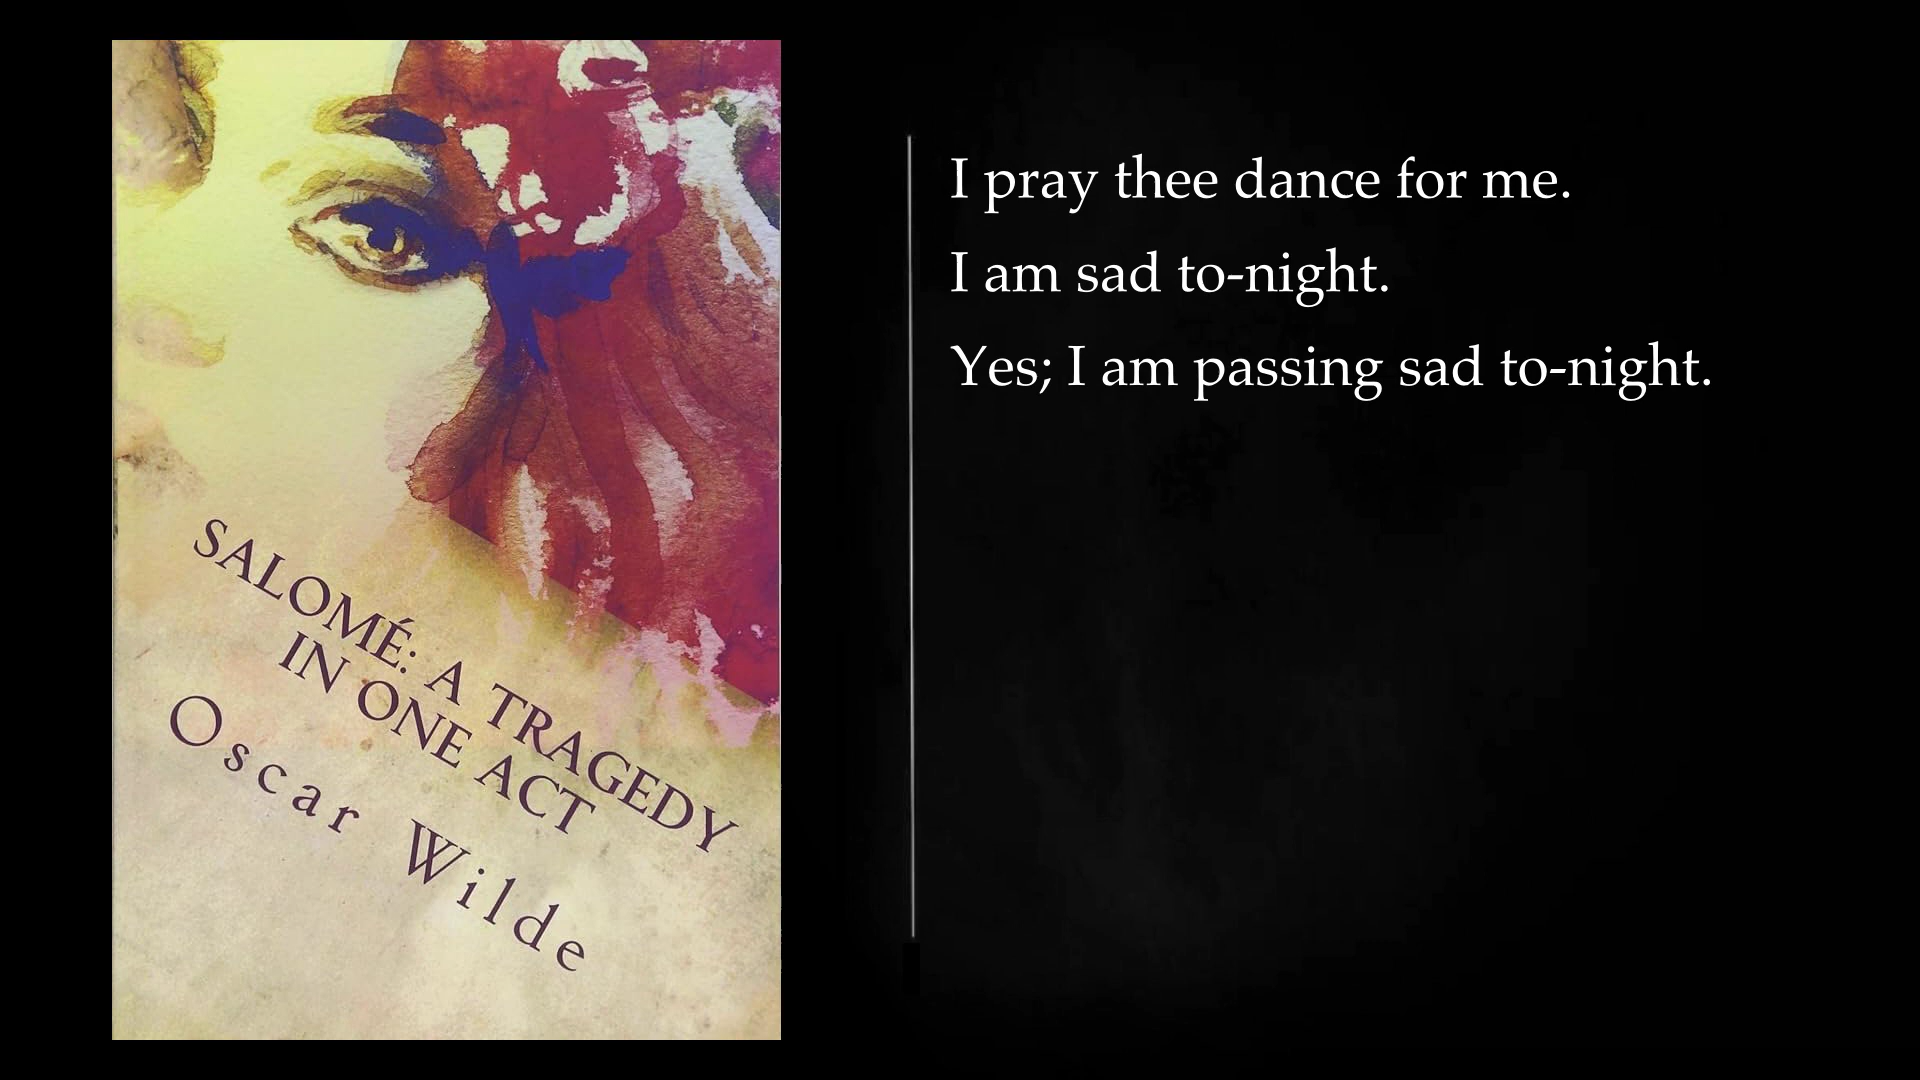 SALOMÉ: A TRAGEDY
IN ONE ACT
Oscar Wilde
I pray thee dance for me.
I am sad to-night.
Yes; I am passing sad to-night.